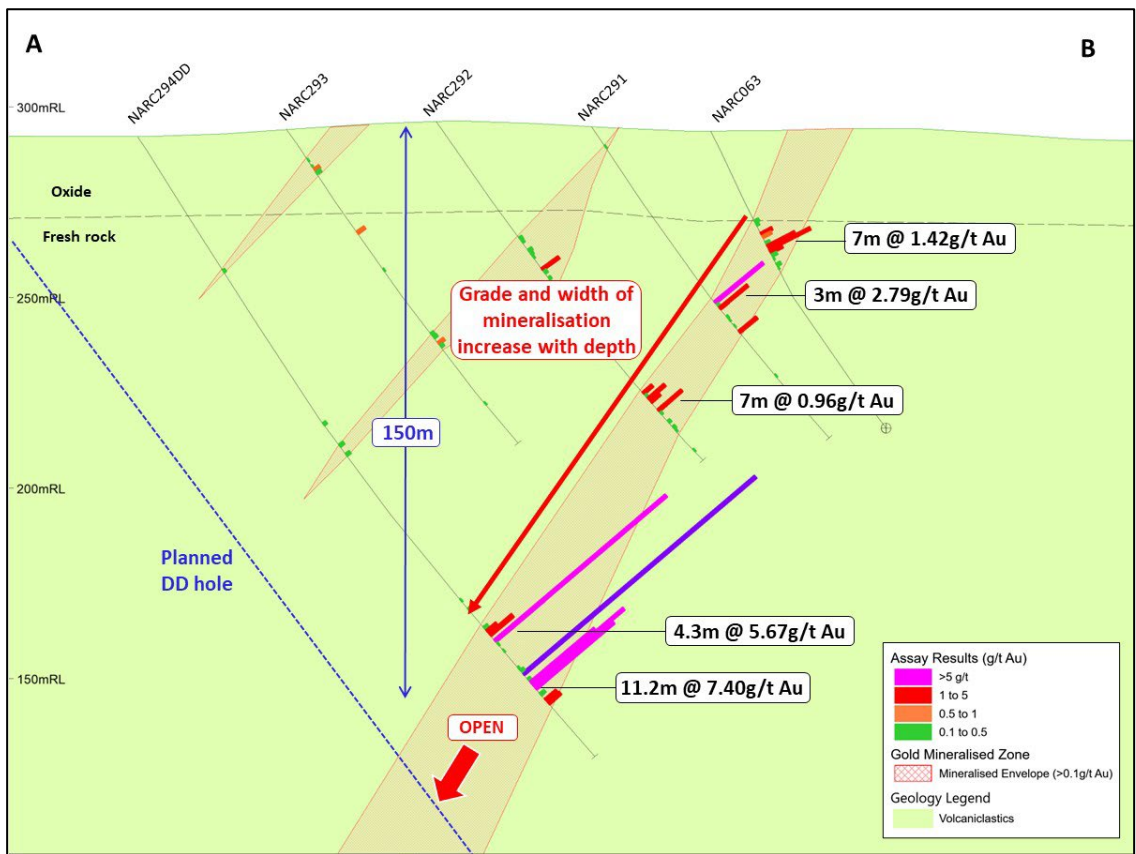 A
B
NARC294DD
NARC293
NARC292
NARC291
NARC063
300mRL
Oxide
Fresh rock
7m @ 1.42g/t Au
250mRL
3m @ 2.79g/t Au
Grade and width of
mineralisation
increase with depth
7m @ 0.96g/t Au
150m
200mRL
Planned
DD hole
4.3m @ 5.67g/t Au
150mRL
11.2m @ 7.40g/t Au
OPEN
Assay Results (g/t Au)
>5 g/t
1 to 5
0.5 to 1
0.1 to 0.5
Gold Mineralised Zone
Mineralised Envelope (>0.1g/t Au)
Geology Legend
Volcaniclastics